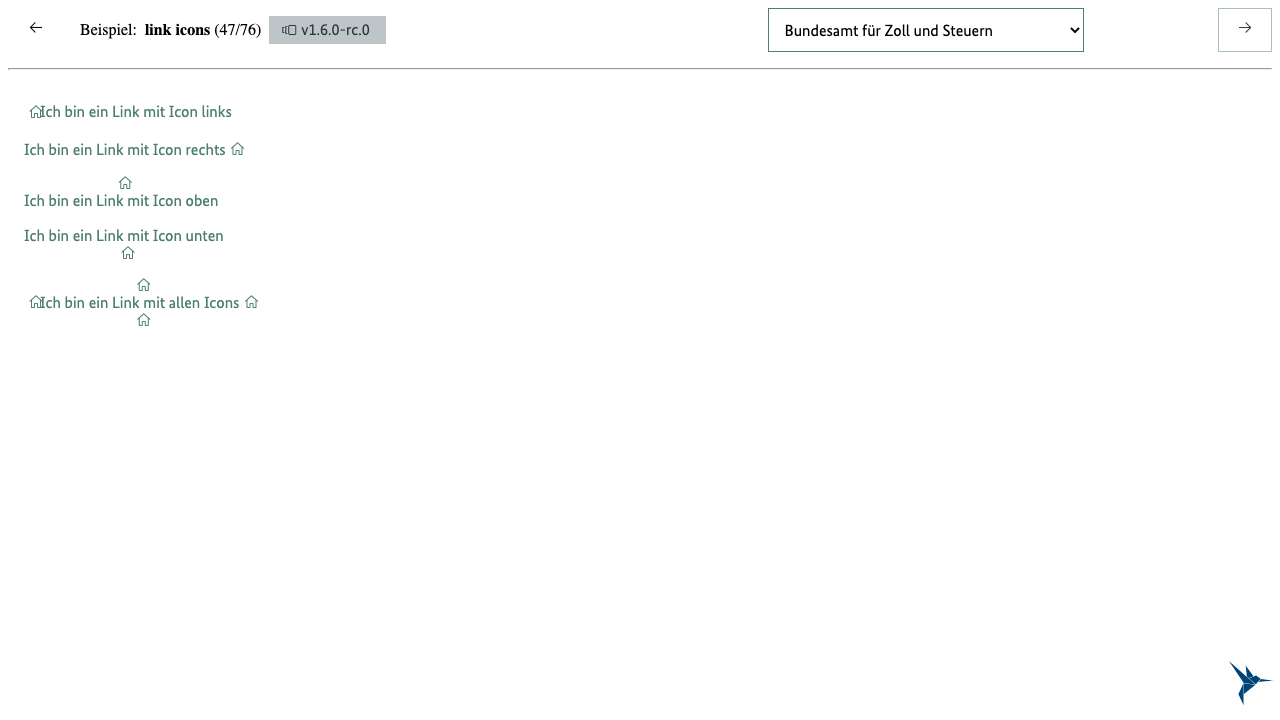 Beispiel: link icons (47/76) v1.6.0-rc.0 Bundesamt für Zoll und Steuern
Ich bin ein Link mit Icon links
Ich bin ein Link mit Icon rechts
Ich bin ein Link mit Icon oben
Ich bin ein Link mit Icon unten
Ich bin ein Link mit allen Icons